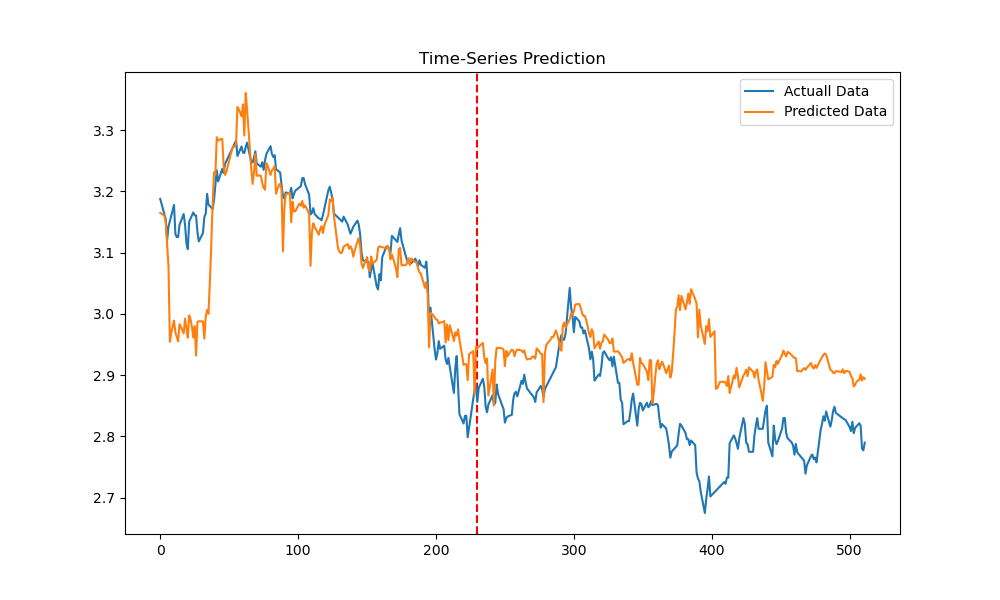 Time-Series Prediction
Actuall Data
Predicted Data
3.3
3.2
3.1
3.0
2.9
2.8
2.7
0 100 200 300 400 500